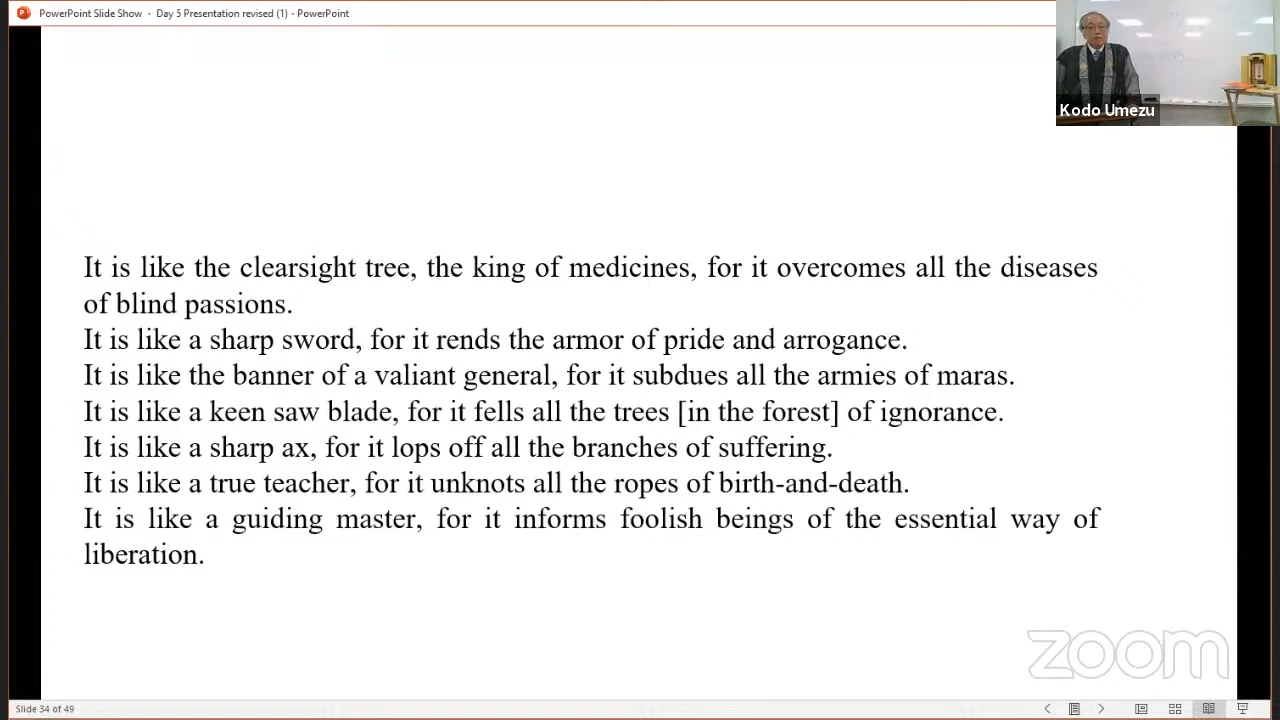 PowerPoint Slide Show - Day 5 Presentation revised (1) - PowerPoint
Kodo Umezu
It is like the clearsight tree, the king of medicines, for it overcomes all the diseases
of blind passions.
It is like a sharp sword, for it rends the armor of pride and arrogance.
It is like the banner of a valiant general, for it subdues all the armies of maras.
It is like a keen saw blade, for it fells all the trees [in the forest] of ignorance.
It is like a sharp ax, for it lops off all the branches of suffering.
It is like a true teacher, for it unknots all the ropes of birth-and-death.
It is like a guiding master, for it informs foolish beings of the essential way of
liberation.
zoom
Slide 34 of 49